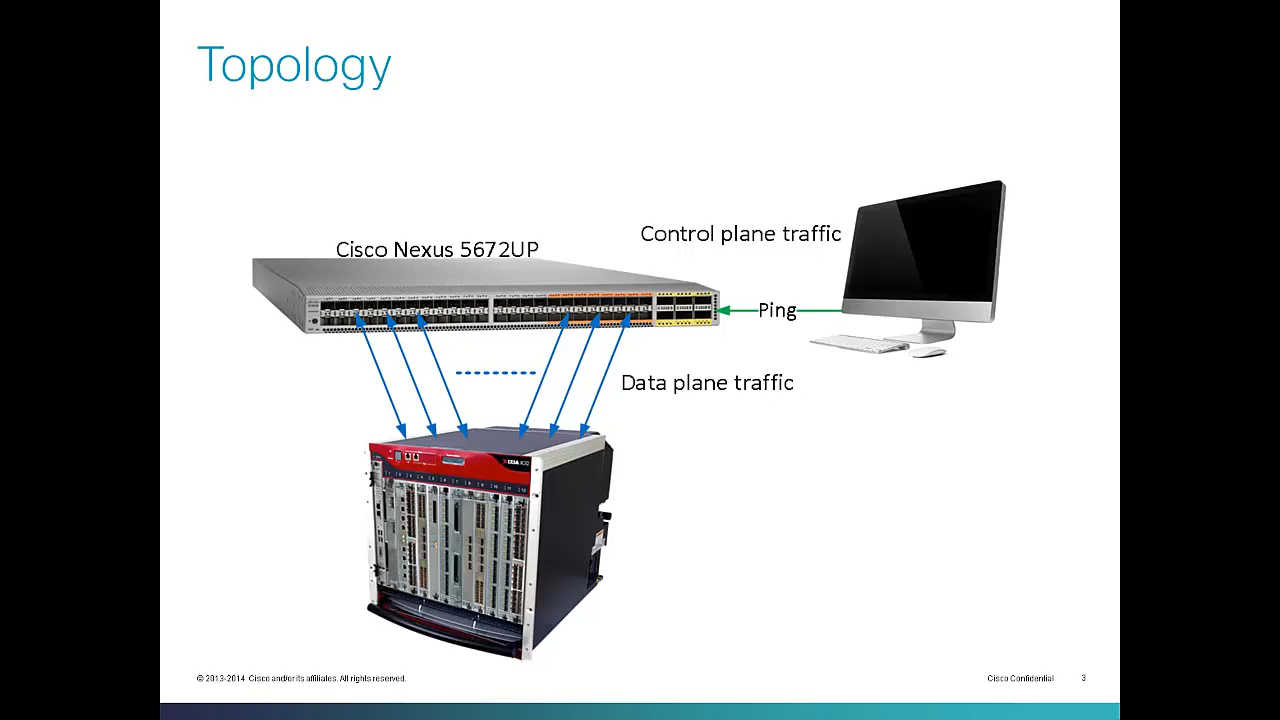 Topology
Cisco Nexus 5672UP
Control plane traffic
Ping
Data plane traffic
IXIA
© 2013-2014 Cisco and/or its affiliates. All rights reserved.
Cisco Confidential
3